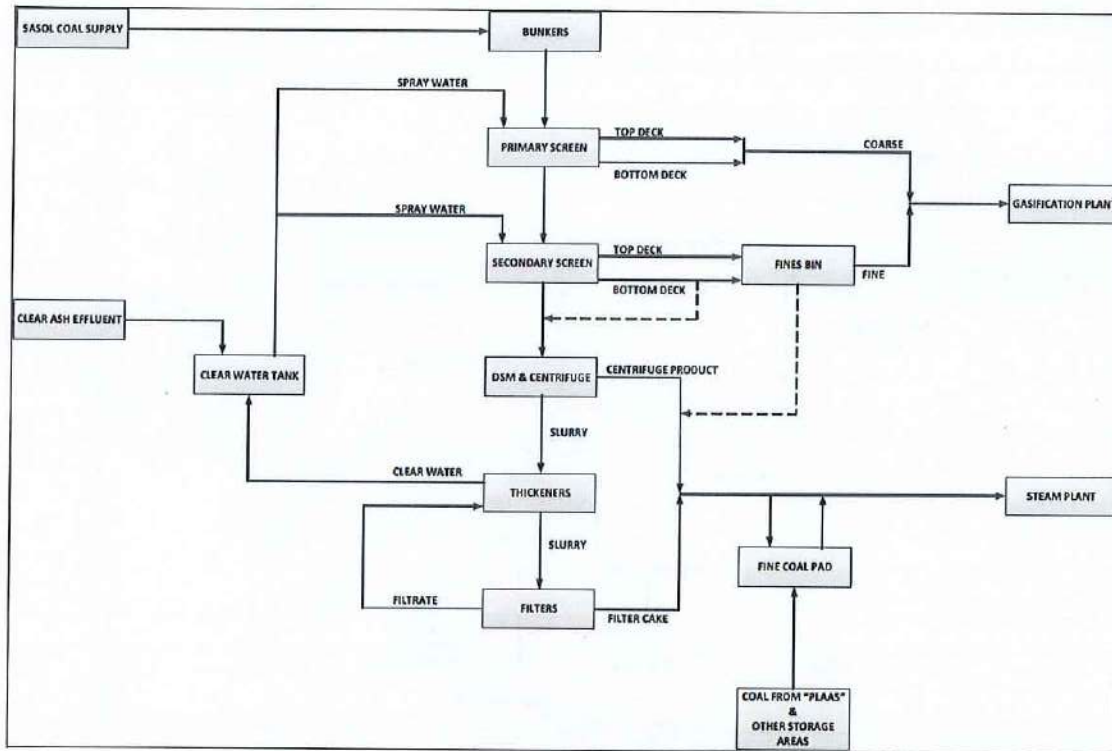 SASOL COAL SUPPLY
BUNKERS
SPRAY WATER
TOP DECK
PRIMARY SCREEN
COARSE
BOTTOM DECK
GASIFICATION PLANT
SPRAY WATER
TOP DECK
SECONDARY SCREEN
FINES BIN
FINE
BOTTOM DECK
CLEAR ASH EFFLUENT
CLEAR WATER TANK
DSM & CENTRIFUGE
CENTRIFUGE PRODUCT
SLURRY
CLEAR WATER
THICKENERS
STEAM PLANT
SLURRY
FINE COAL PAD
FILTRATE
FILTERS
FILTER CAKE
COAL FROM "PLAAS"
&
OTHER STORAGE
AREAS